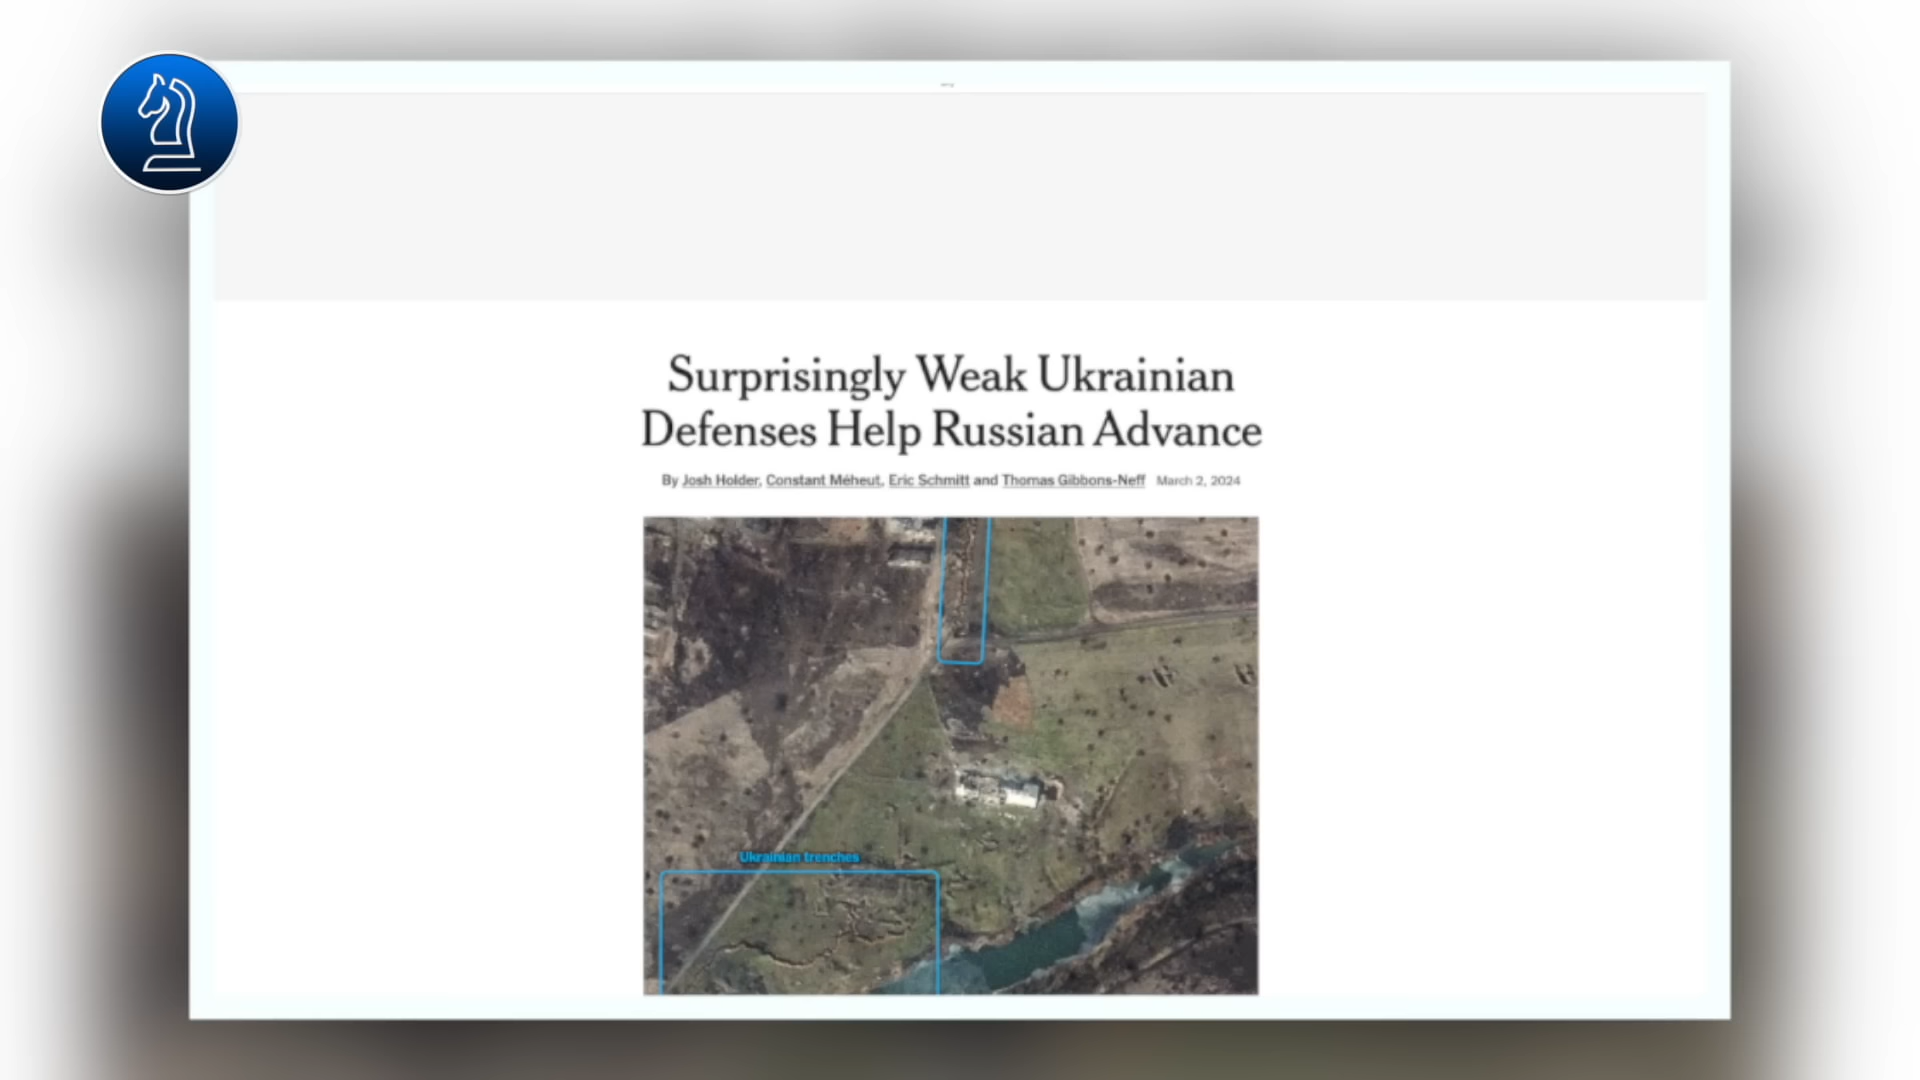 Surprisingly Weak Ukrainian
Defenses Help Russian Advance
By Josh Holder, Constant Méheut, Eric Schmitt and Thomas Gibbons-Neff March 2, 2024
Ukrainian trenches